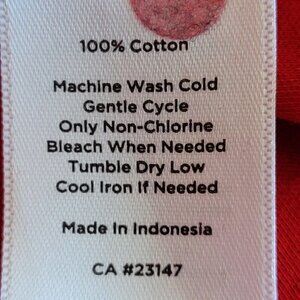 100% Cotton
Machine Wash Cold
Gentle Cycle
Only Non-Chlorine
Bleach When Needed
Tumble Dry Low
Cool Iron If Needed
Made In Indonesia
CA #23147